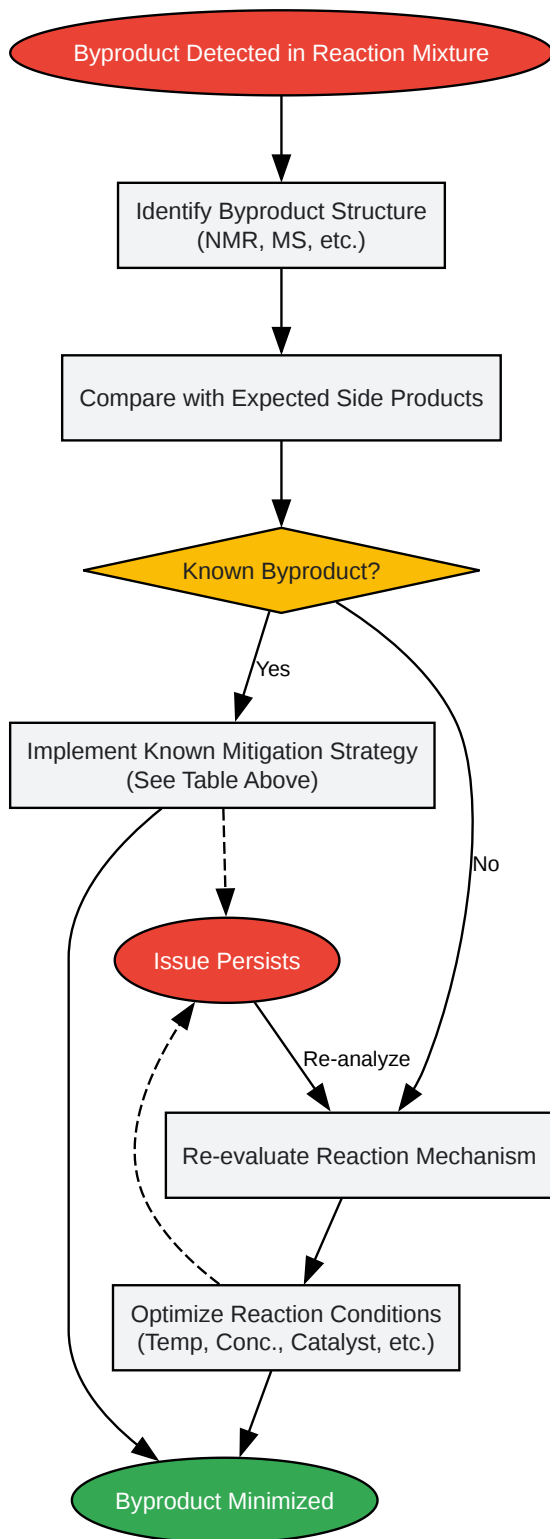 Byproduct Detected in Reaction Mixture
Identify Byproduct Structure
(NMR, MS, etc.)
Compare with Expected Side Products
Known Byproduct?
Yes
Implement Known Mitigation Strategy
(See Table Above)
No
Issue Persists
Re-analyze
Re-evaluate Reaction Mechanism
Optimize Reaction Conditions
(Temp, Conc., Catalyst, etc.)
Byproduct Minimized